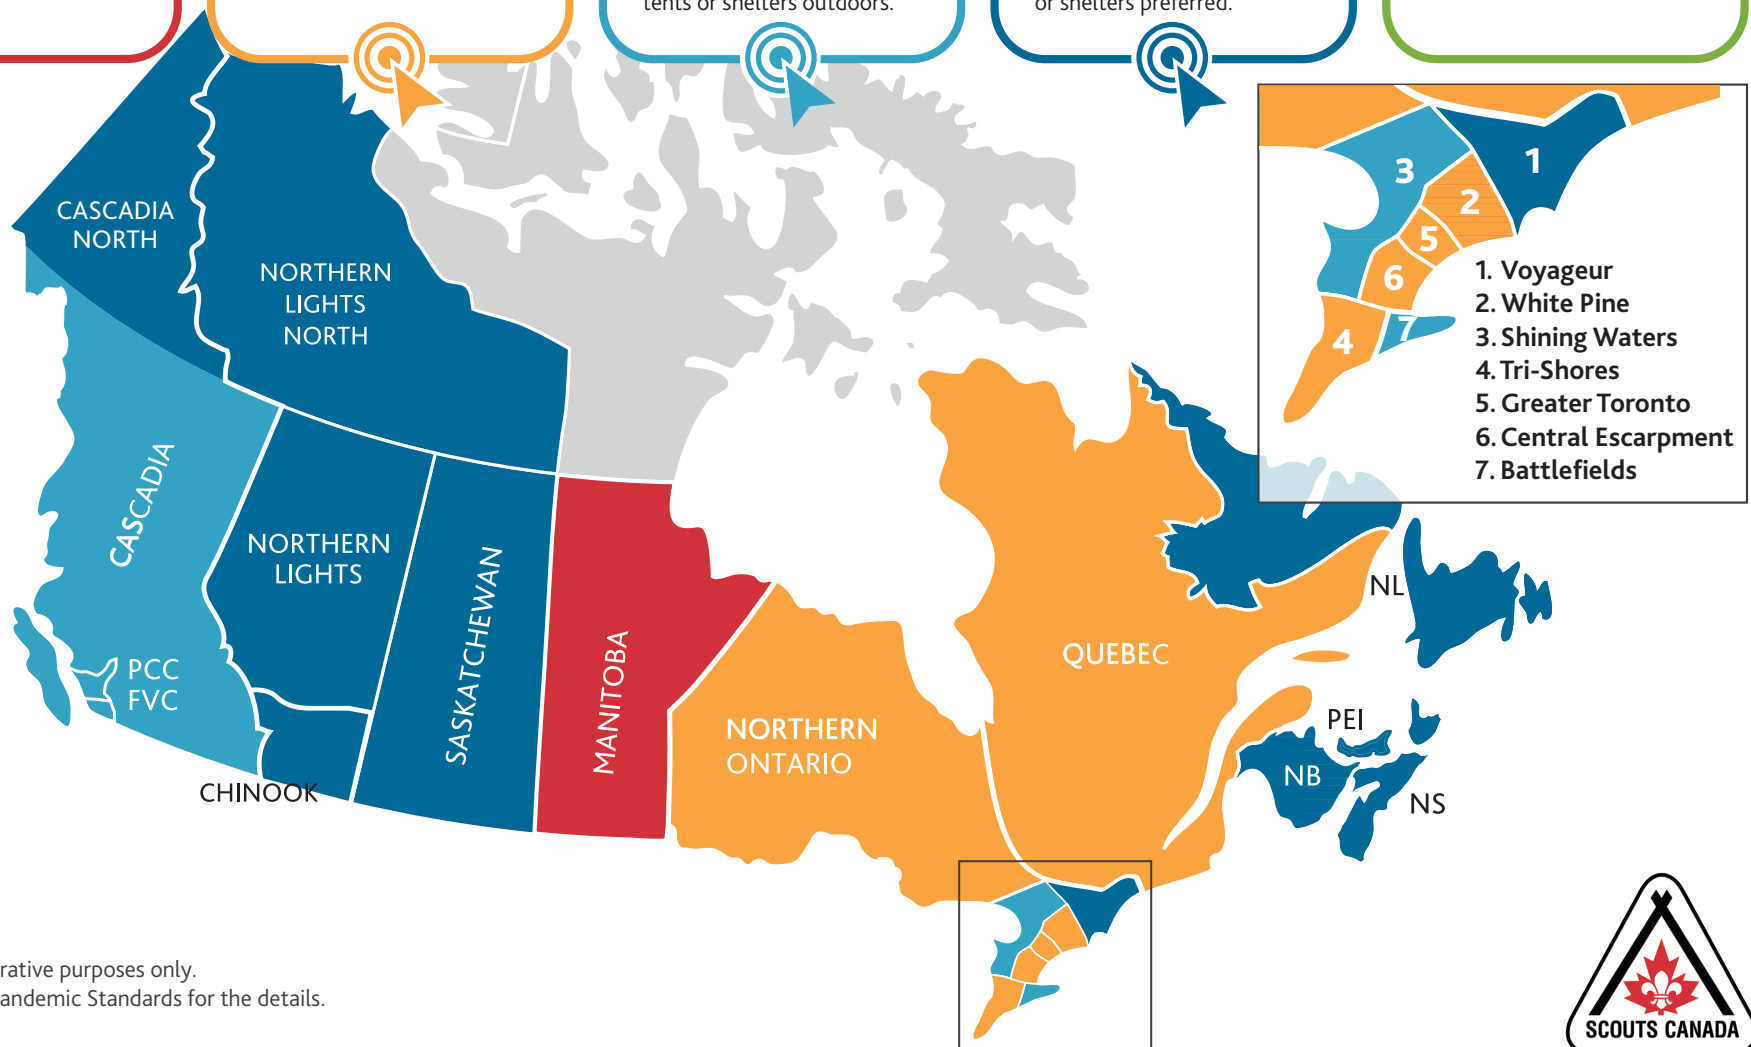 tents or shelters outdoors.
or shelters preferred.
CASCADIA
NORTH
NORTHERN
LIGHTS
NORTH
CASCADIA
NORTHERN
LIGHTS
SASKATCHEWAN
MANITOBA
PCC
FVC
CHINOOK
NORTHERN
ONTARIO
QUEBEC
NL
PEI
NB
NS
3
1
2
5
6
4
7
1. Voyageur
2. White Pine
3. Shining Waters
4. Tri-Shores
5. Greater Toronto
6. Central Escarpment
7. Battlefields
rative purposes only.
andemic Standards for the details.
SCOUTS CANADA